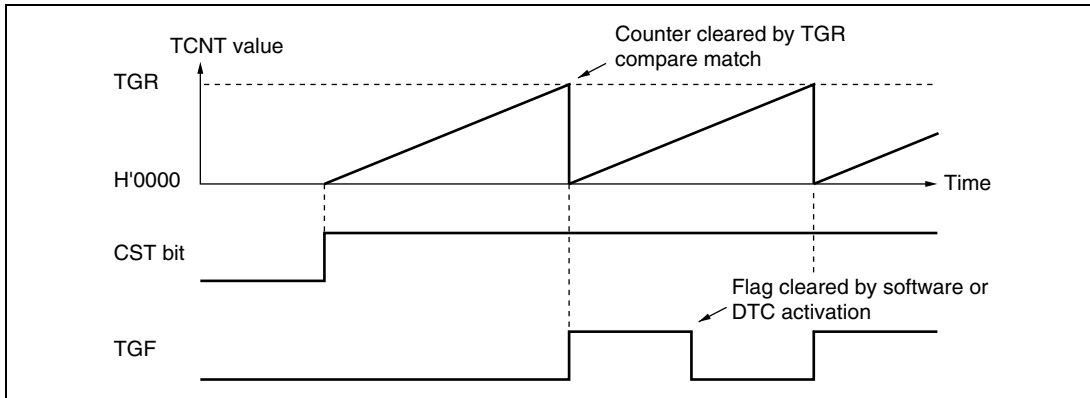 Counter cleared by TGR
compare match
TCNT value
TGR
H'0000
Time
CST bit
Flag cleared by software or
DTC activation
TGF